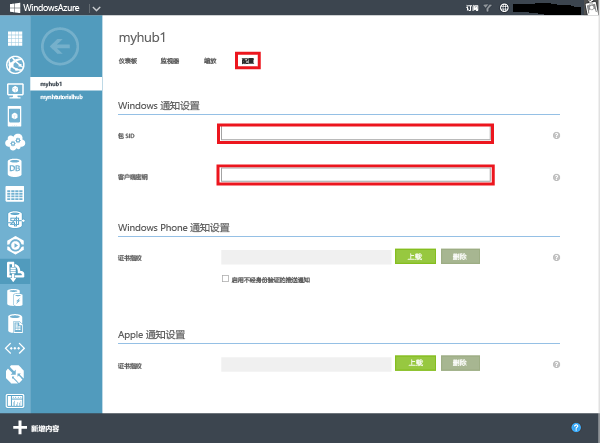 WindowsAzure
订阅
myhub1
mynhtutorialhub
myhub1
仪表板 监视器 缩放 配置
Windows 通知设置
包 SID
?
客户端密钥
?
Windows Phone 通知设置
证书指纹
上载 删除
?
启用不经身份验证的推送通知
Apple 通知设置
证书指纹
上载 删除
?
DB
新增内容
?